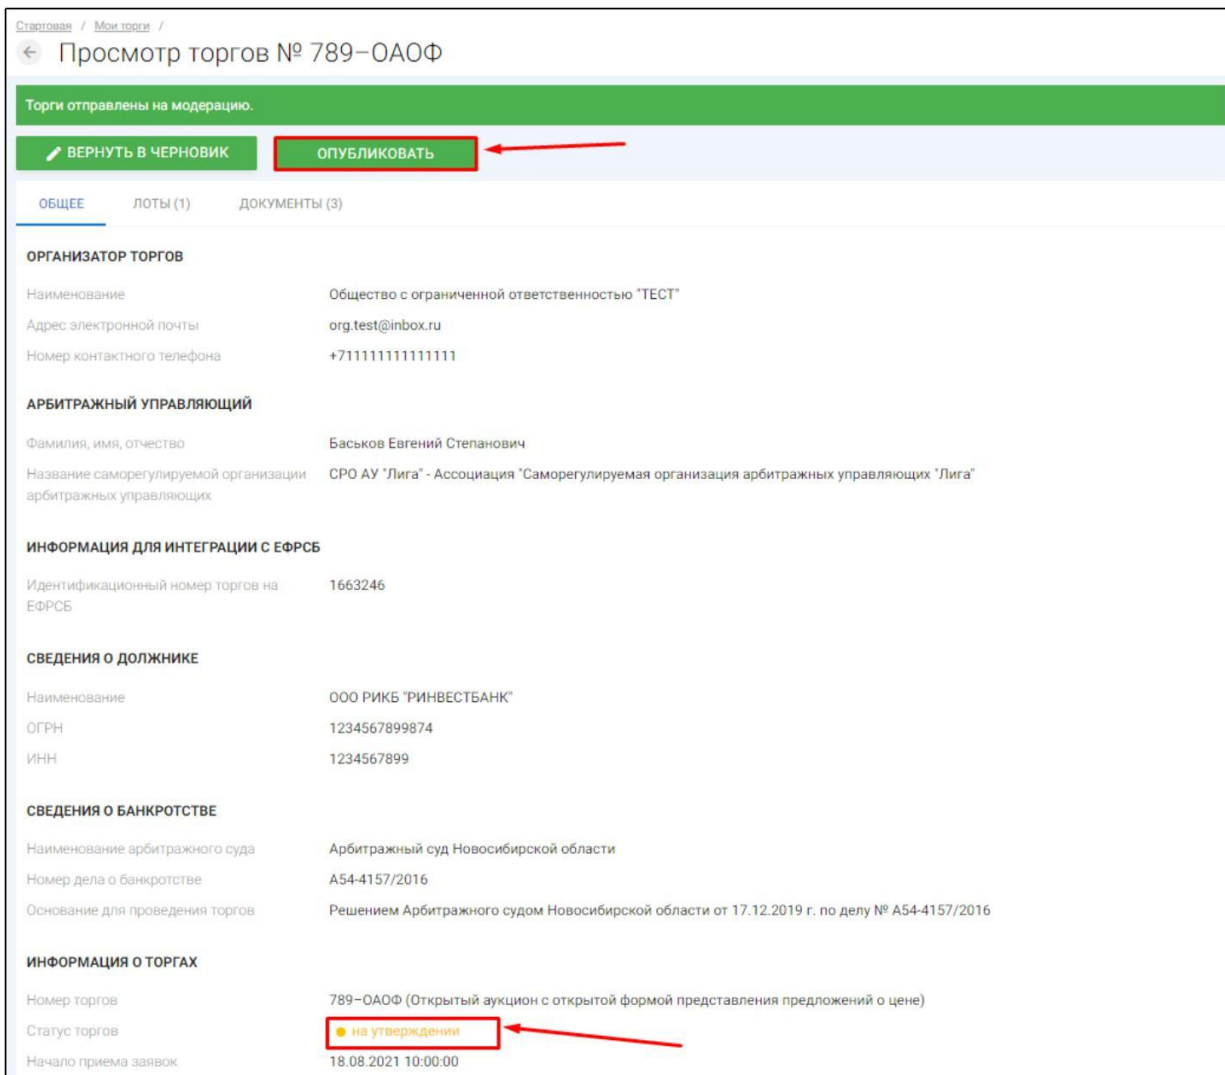 Стартовая / Мои торги /
Просмотр торгов № 789-ОАОФ
Торги отправлены на модерацию.
ВЕРНУТЬ В ЧЕРНОВИК ОПУБЛИКОВАТЬ
ОБЩЕЕ ЛОТЫ (1) ДОКУМЕНТЫ (3)
ОРГАНИЗАТОР ТОРГОВ
Наименование Общество с ограниченной ответственностью "ТЕСТ"
Адрес электронной почты org.test@inbox.ru
Номер контактного телефона +711111111111111
АРБИТРАЖНЫЙ УПРАВЛЯЮЩИЙ
Фамилия, имя, отчество Баськов Евгений Степанович
Название саморегулируемой организации СРО АУ "Лига" - Ассоциация "Саморегулируемая организация арбитражных управляющих "Лига"
арбитражных управляющих
ИНФОРМАЦИЯ ДЛЯ ИНТЕГРАЦИИ С ЕФРСБ
Идентификационный номер торгов на 1663246
ЕФРСБ
СВЕДЕНИЯ О ДОЛЖНИКЕ
Наименование ООО РИКБ "РИНВЕСТБАНК"
ОГРН 1234567899874
ИНН 1234567899
СВЕДЕНИЯ О БАНКРОТСТВЕ
Наименование арбитражного суда Арбитражный суд Новосибирской области
Номер дела о банкротстве А54-4157/2016
Основание для проведения торгов Решением Арбитражного судом Новосибирской области от 17.12.2019 г. по делу № А54-4157/2016
ИНФОРМАЦИЯ О ТОРГАХ
Номер торгов 789-ОАОФ (Открытый аукцион с открытой формой представления предложений о цене)
Статус торгов на утверждении
Начало приема заявок 18.08.2021 10:00:00